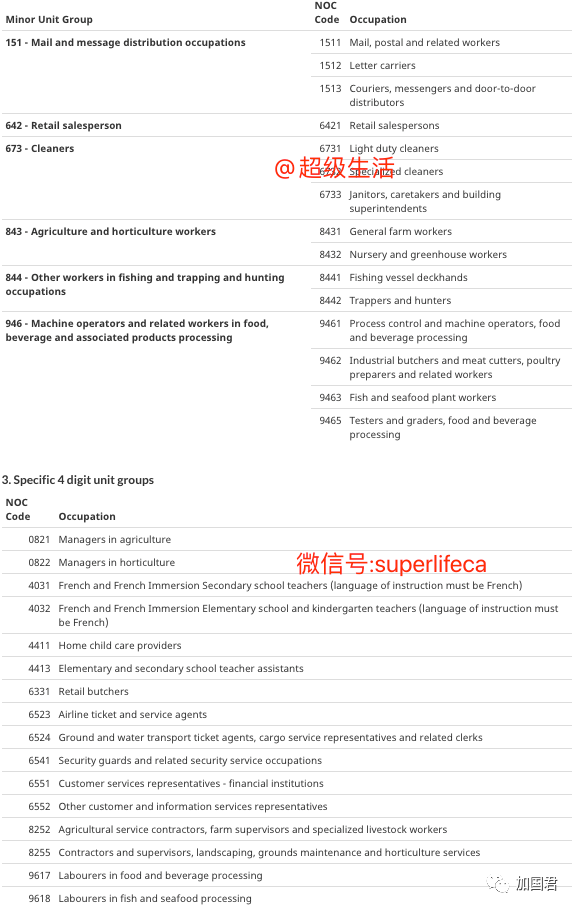 Minor Unit Group
NOC
Code Occupation
151 - Mail and message distribution occupations
1511 Mail, postal and related workers
1512 Letter carriers
1513 Couriers, messengers and door-to-door
distributors
642 - Retail salesperson
6421 Retail salespersons
673 - Cleaners
6731 Light duty cleaners
@超级生活
Specialized cleaners
6733 Janitors, caretakers and building
superintendents
843 - Agriculture and horticulture workers
8431 General farm workers
8432 Nursery and greenhouse workers
844 - Other workers in fishing and trapping and hunting
occupations
8441 Fishing vessel deckhands
8442 Trappers and hunters
946 - Machine operators and related workers in food,
beverage and associated products processing
9461 Process control and machine operators, food
and beverage processing
9462 Industrial butchers and meat cutters, poultry
preparers and related workers
9463 Fish and seafood plant workers
9465 Testers and graders, food and beverage
processing
3. Specific 4 digit unit groups
NOC
Code Occupation
0821 Managers in agriculture
0822 Managers in horticulture
微信号:superlifeca
4031 French and French Immersion Secondary school teachers (language of instruction must be French)
4032 French and French Immersion Elementary school and kindergarten teachers (language of instruction must
be French)
4411 Home child care providers
4413 Elementary and secondary school teacher assistants
6331 Retail butchers
6523 Airline ticket and service agents
6524 Ground and water transport ticket agents, cargo service representatives and related clerks
6541 Security guards and related security service occupations
6551 Customer services representatives - financial institutions
6552 Other customer and information services representatives
8252 Agricultural service contractors, farm supervisors and specialized livestock workers
8255 Contractors and supervisors, landscaping, grounds maintenance and horticulture services
9617 Labourers in food and beverage processing
加国君
9618 Labourers in fish and seafood processing